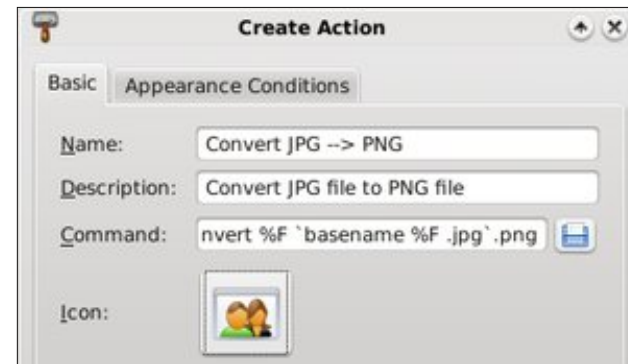 Create Action
Basic Appearance Conditions
Name: Convert JPG --> PNG
Description: Convert JPG file to PNG file
Command: nvert %F `basename %F .jpg`.png
Icon: